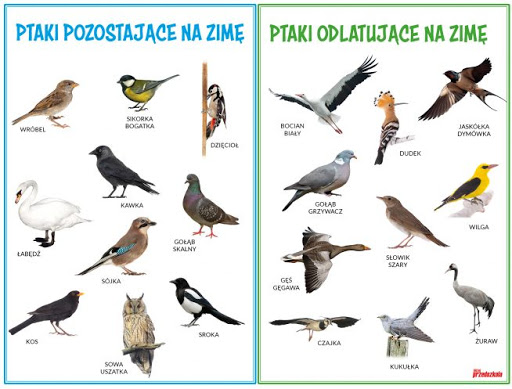 PTAKI POZOSTAJĄCE NA ZIMĘ
WRÓBEL
SIKORKA
BOGATKA
DZIĘCIOŁ
KAWKA
ŁABĘDŹ
GOŁĄB
SKALNY
SÓJKA
KOS
SOWA
USZATKA
SROKA
PTAKI ODLATUJĄCE NA ZIMĘ
BOCIAN
BIAŁY
DUDEK
JASKÓŁKA
DYMÓWKA
GOŁĄB
GRZYWACZ
WILGA
SŁOWIK
SZARY
GĘŚ
GĘGAWA
CZAJKA
KUKUŁKA
ŻURAW
przedszkola